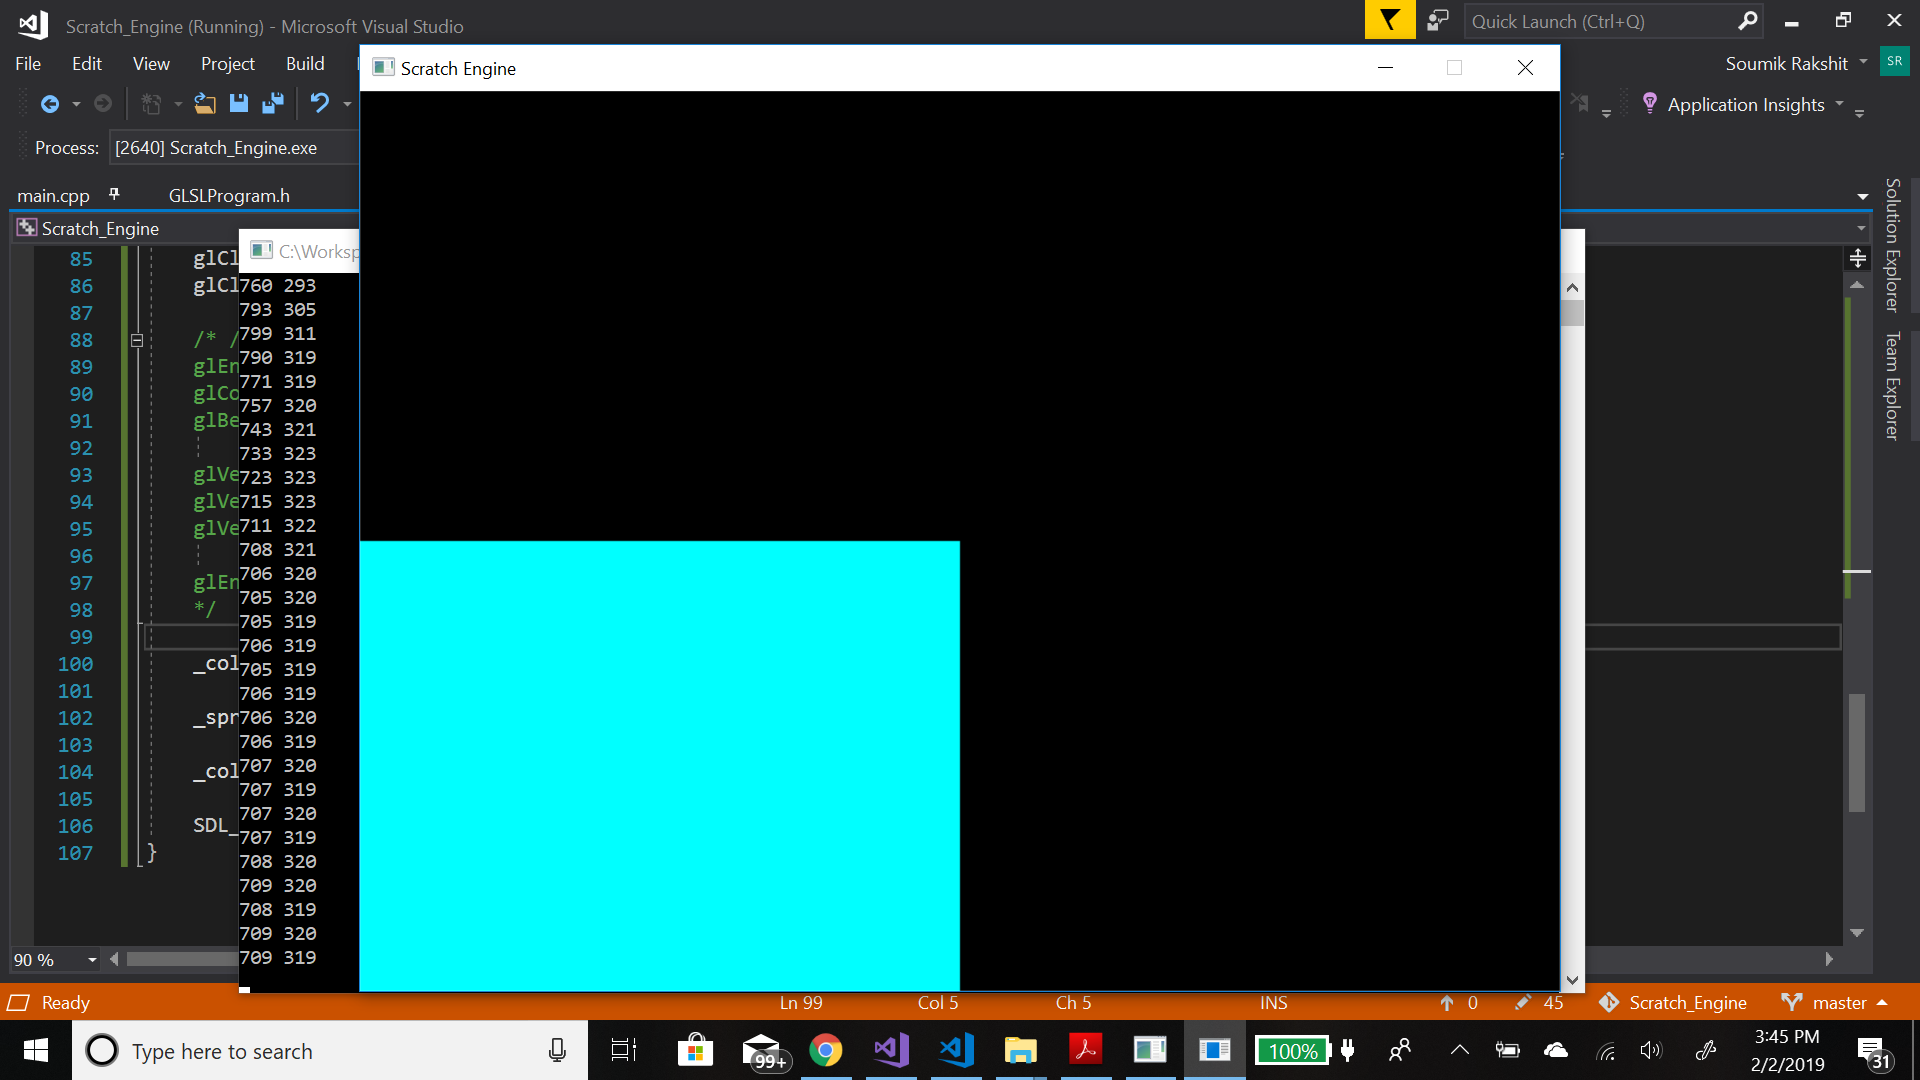 Scratch_Engine (Running) - Microsoft Visual Studio
Quick Launch (Ctrl+Q)
File Edit View Project Build
Soumik Rakshit SR
Scratch Engine
Application Insights
Process: [2640] Scratch_Engine.exe
main.cpp GLSLProgram.h
Scratch_Engine
C:\Worksp
Solution Explorer
Team Explorer
85 glCl
86 glCl
87
88 /* /
89 glEn
90 glCo
91 glBe
92
93 glVe
94 glVe
95 glVe
96
97 glEn
98 */
99
100 _col
101
102 _spr
103
104 _col
105
106 SDL_
107 }
760 293
793 305
799 311
790 319
771 319
757 320
743 321
733 323
723 323
715 323
711 322
708 321
706 320
705 320
705 319
706 319
705 319
706 319
706 320
706 319
707 320
707 319
707 320
707 319
708 320
709 320
708 319
709 320
709 319
90 %
Ready Ln 99 Col 5 Ch 5 INS 0 45 Scratch_Engine master
Type here to search
99+
100%
3:45 PM
2/2/2019
31